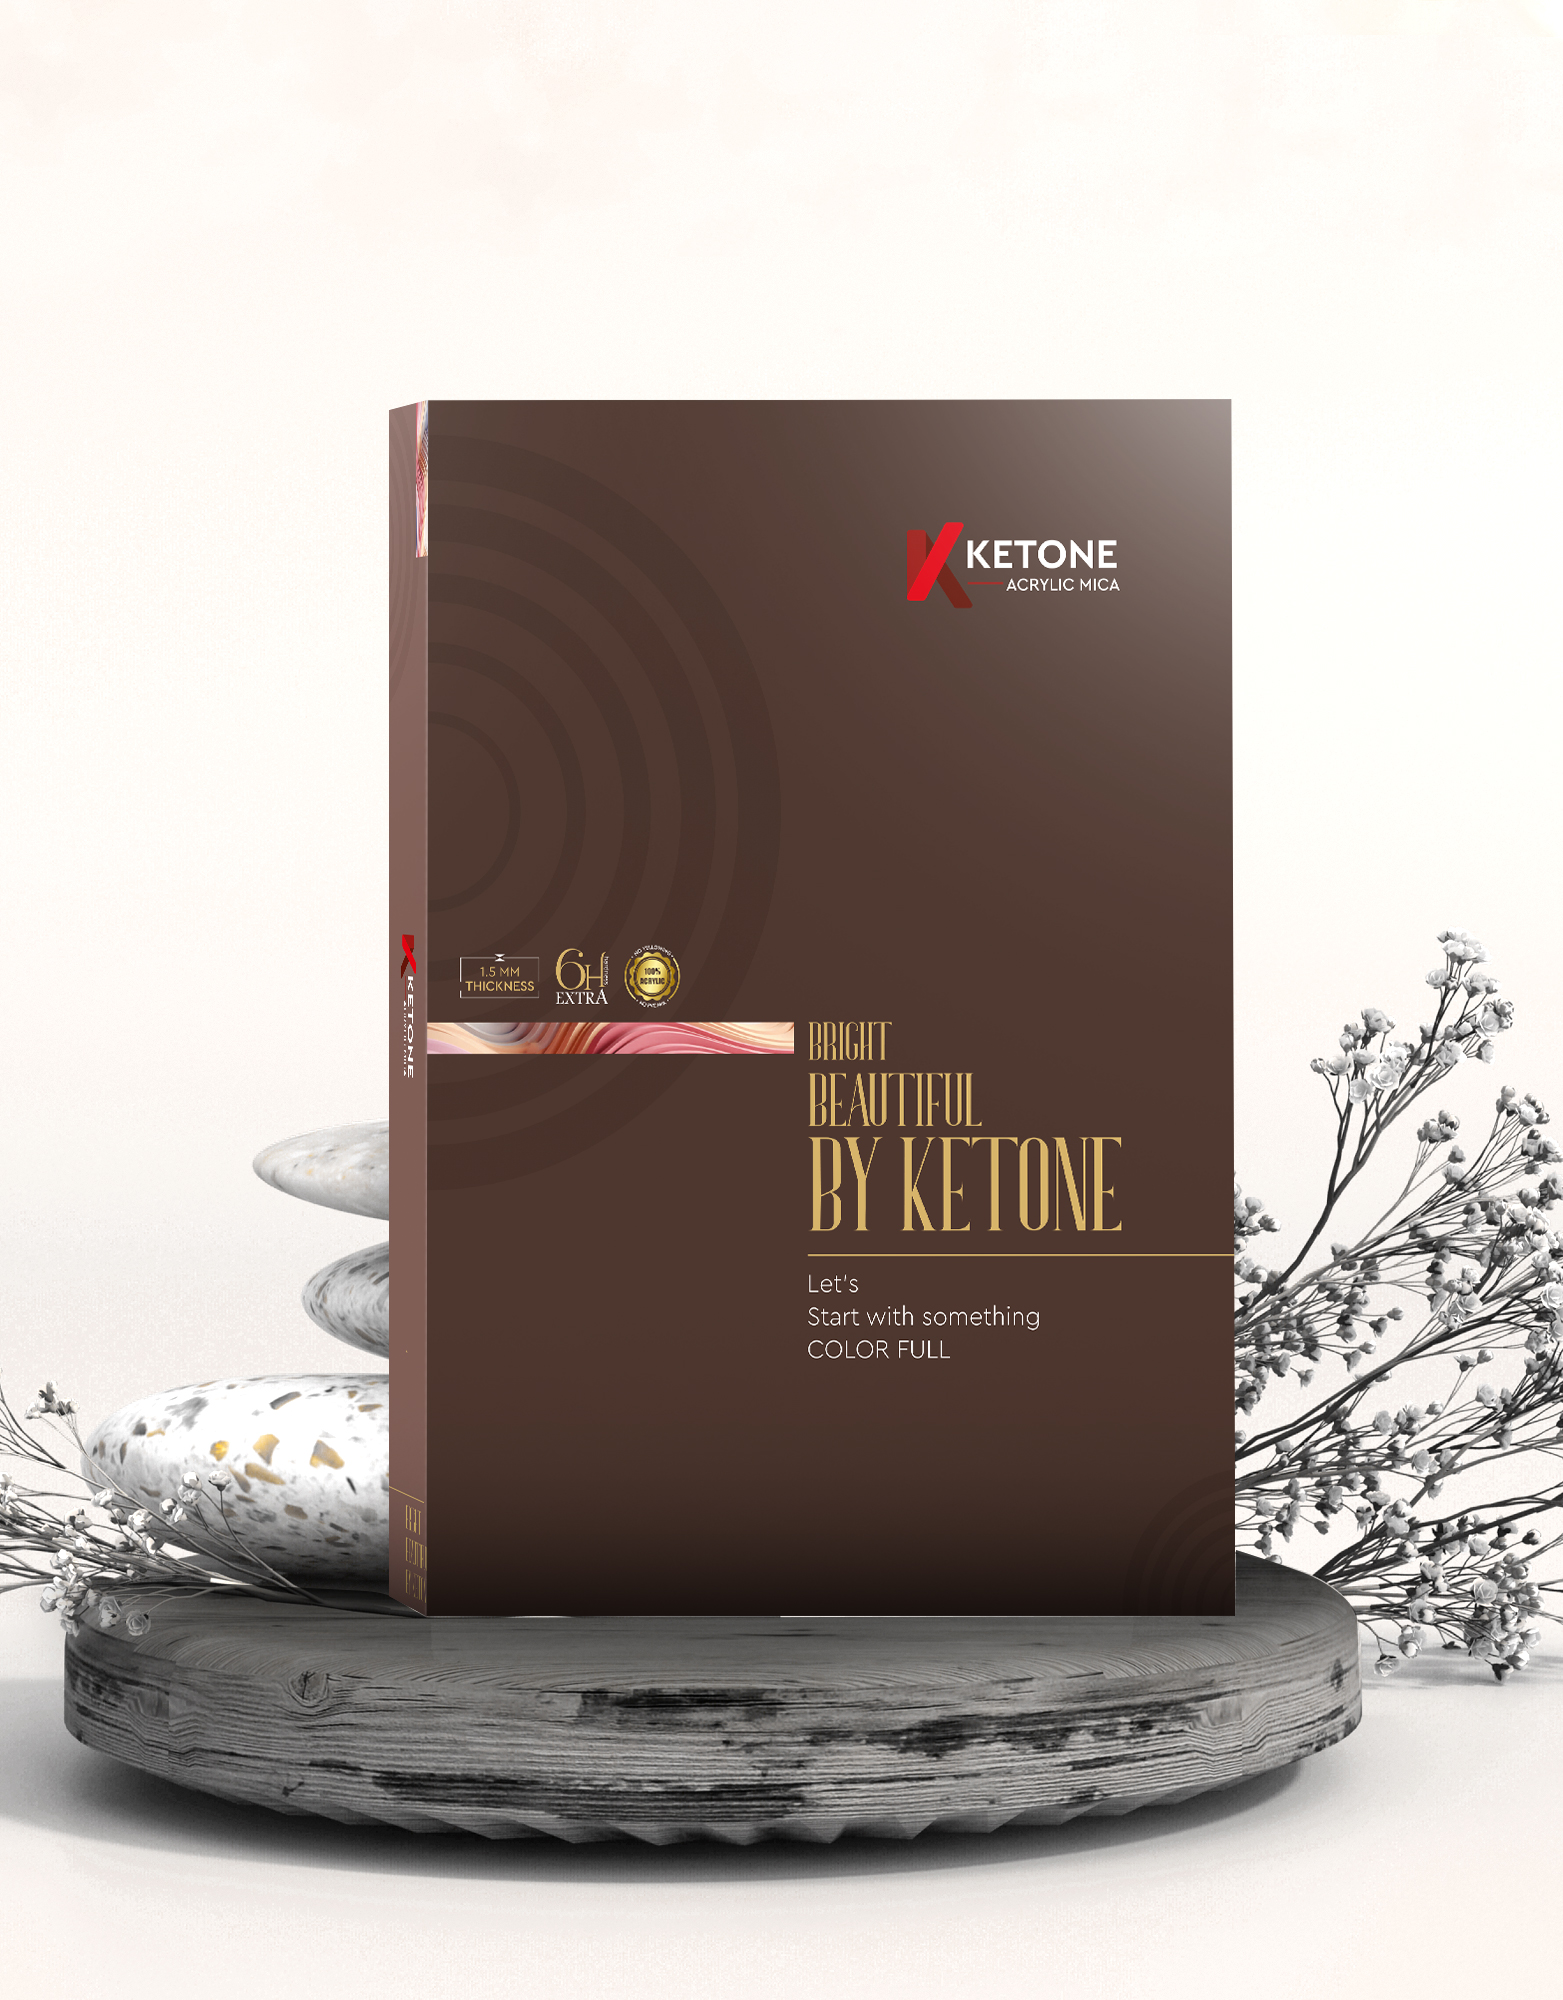 KETONE
ACRYLIC MICA
1.5 MM
THICKNESS
6H
hardness
EXTRA
100%
ACRYLIC
BRIGHT
BEAUTIFUL
BY KETONE
Let's
Start with something
COLOR FULL
KETONE